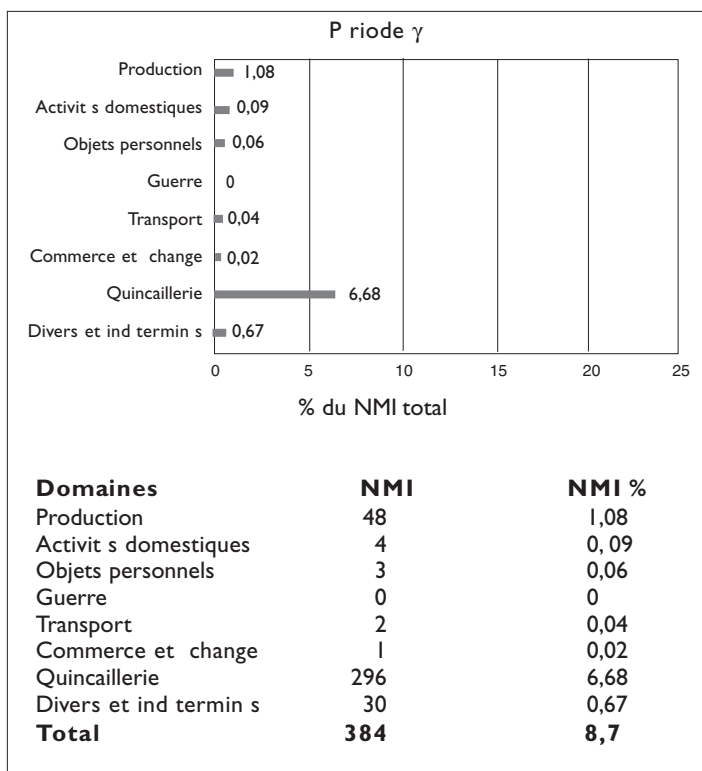 P riode γ
Production 1,08
Activit s domestiques 0,09
Objets personnels 0,06
Guerre 0
Transport 0,04
Commerce et  change 0,02
Quincaillerie 6,68
Divers et ind termin s 0,67
0 5 10 15 20 25
% du NMI total
Domaines NMI NMI %
Production 48 1,08
Activit s domestiques 4 0, 09
Objets personnels 3 0,06
Guerre 0 0
Transport 2 0,04
Commerce et  change 1 0,02
Quincaillerie 296 6,68
Divers et ind termin s 30 0,67
Total 384 8,7